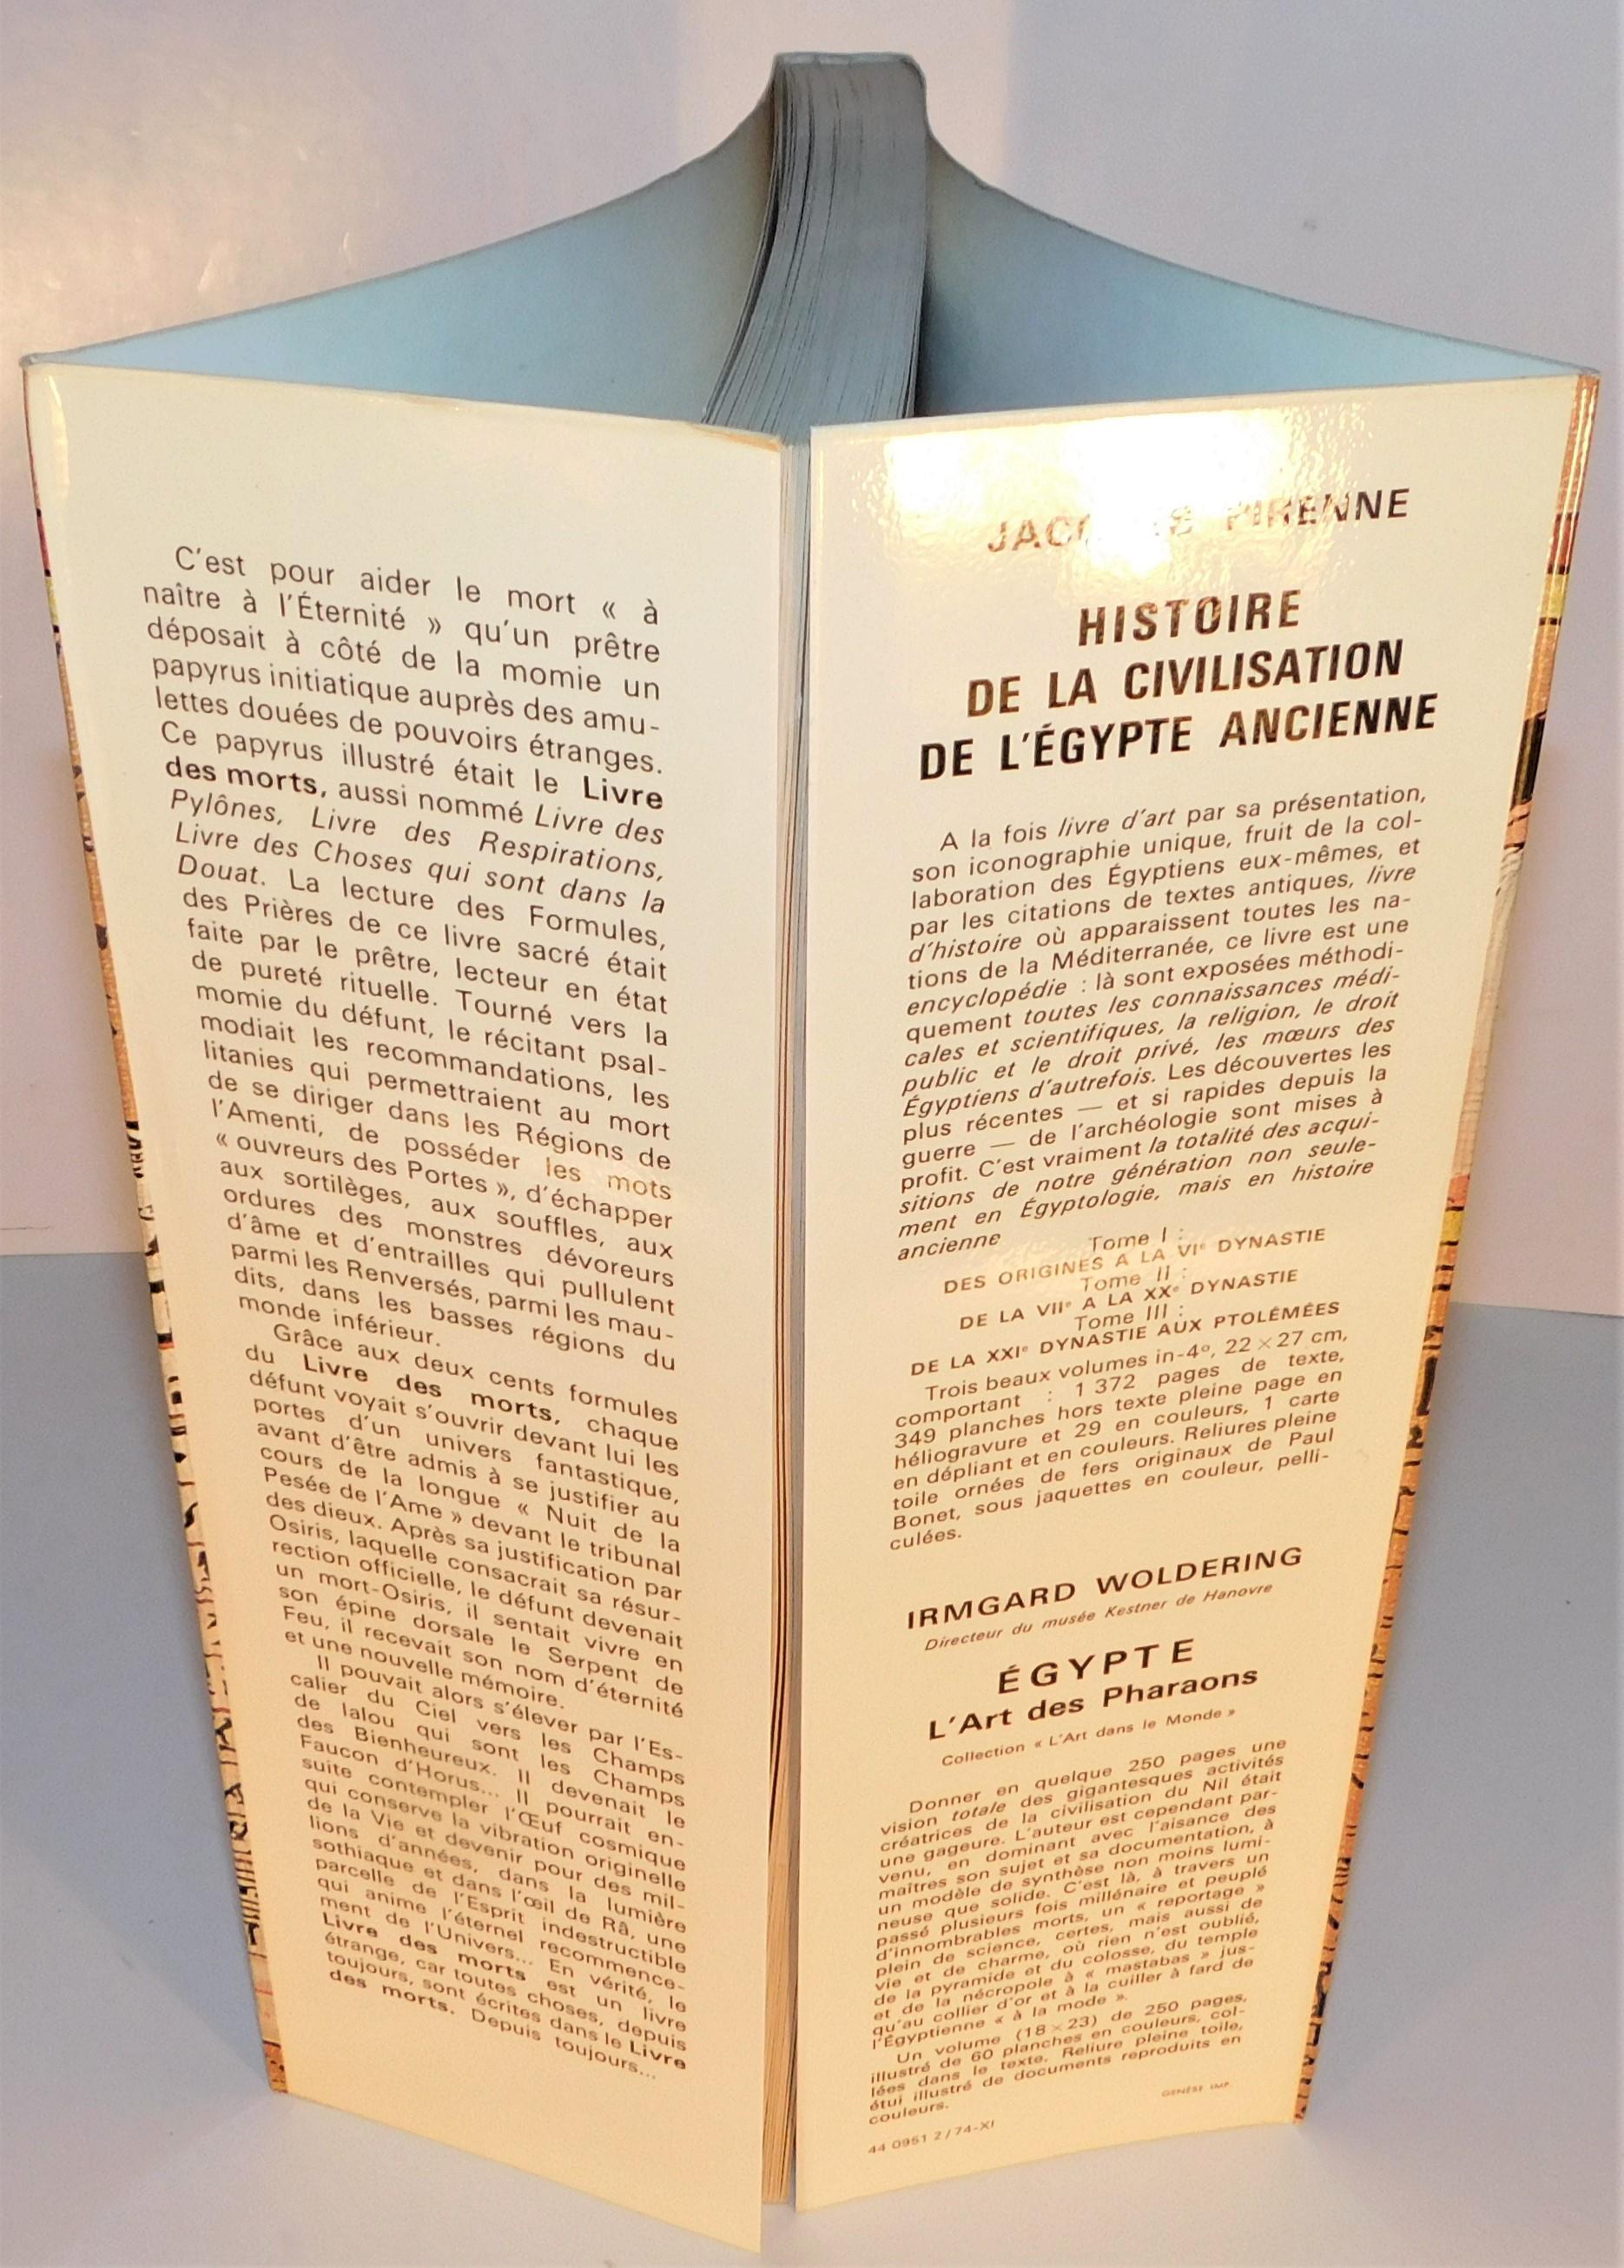 C'est pour aider le mort « à
naître à l'Éternité » qu'un prêtre
déposait à côté de la momie un
papyrus initiatique auprès des amu-
lettes douées de pouvoirs étranges.
Ce papyrus illustré était le Livre
des morts, aussi nommé Livre des
Pylônes, Livre des Respirations,
Livre des Choses qui sont dans la
Douat. La lecture des Formules,
des Prières de ce livre sacré était
faite par le prêtre, lecteur en état
de pureté rituelle. Tourné vers la
momie du défunt, le récitant psal-
modiait les recommandations, les
litanies qui permettraient au mort
de se diriger dans les Régions de
l'Amenti, de posséder les mots
« ouvreurs des Portes », d'échapper
aux sortilèges, aux souffles, aux
ordures des monstres dévoreurs
d'âme et d'entrailles qui pullulent
parmi les Renversés, parmi les mau-
dits, dans les basses régions du
monde inférieur.
Grâce aux deux cents formules
du Livre des morts, chaque
défunt voyait s'ouvrir devant lui les
portes d'un univers fantastique,
avant d'être admis à se justifier au
cours de la longue « Nuit de la
Pesée de l'Ame » devant le tribunal
des dieux. Après sa justification par
Osiris, laquelle consacrait sa résur-
rection officielle, le défunt devenait
un mort-Osiris, il sentait vivre en
son épine dorsale le Serpent de
Feu, il recevait son nom d'éternité
et une nouvelle mémoire.
Il pouvait alors s'élever par l'Es-
calier du Ciel vers les Champs
de Ialou qui sont les Champs
des Bienheureux. Il devenait le
Faucon d'Horus... Il pourrait en-
suite contempler l'Œuf cosmique
qui conserve la vibration originelle
de la Vie et devenir pour des mil-
lions d'années, dans la lumière
sothiaque et dans l'œil de Râ, une
parcelle de l'Esprit indestructible
qui anime l'éternel recommence-
ment de l'Univers... En vérité, le
Livre des morts est un livre
étrange, car toutes choses, depuis
toujours, sont écrites dans le Livre
des morts. Depuis toujours...
JACQUES PIRENNE
HISTOIRE
DE LA CIVILISATION
DE L'ÉGYPTE ANCIENNE
A la fois livre d'art par sa présentation,
son iconographie unique, fruit de la col-
laboration des Égyptiens eux-mêmes, et
par les citations de textes antiques, livre
d'histoire où apparaissent toutes les na-
tions de la Méditerranée, ce livre est une
encyclopédie : là sont exposées méthodi-
quement toutes les connaissances médi-
cales et scientifiques, la religion, le droit
public et le droit privé, les mœurs des
Égyptiens d'autrefois. Les découvertes les
plus récentes — et si rapides depuis la
guerre — de l'archéologie sont mises à
profit. C'est vraiment la totalité des acqui-
sitions de notre génération non seule-
ment en Égyptologie, mais en histoire
ancienne
Tome I :
DES ORIGINES A LA VIe DYNASTIE
Tome II :
DE LA VIIe A LA XXe DYNASTIE
Tome III :
DE LA XXIe DYNASTIE AUX PTOLÉMÉES
Trois beaux volumes in-4º, 22 × 27 cm,
comportant : 1 372 pages de texte,
349 planches hors texte pleine page en
héliogravure et 29 en couleurs, 1 carte
en dépliant et en couleurs. Reliures pleine
toile ornées de fers originaux de Paul
Bonet, sous jaquettes en couleur, pelli-
culées.
IRMGARD WOLDERING
Directeur du musée Kestner de Hanovre
ÉGYPTE
L'Art des Pharaons
Collection « L'Art dans le Monde »
Donner en quelque 250 pages une
vision totale des gigantesques activités
créatrices de la civilisation du Nil était
une gageure. L'auteur est cependant par-
venu, en dominant avec l'aisance des
maîtres son sujet et sa documentation, à
un modèle de synthèse non moins lumi-
neuse que solide. C'est là, à travers un
passé plusieurs fois millénaire et peuplé
d'innombrables morts, un « reportage »
plein de science, certes, mais aussi de
vie et de charme, où rien n'est oublié,
de la pyramide et du colosse, du temple
et de la nécropole à « mastabas » jus-
qu'au collier d'or et à la cuiller à fard de
l'Égyptienne « à la mode ».
Un volume (18 × 23) de 250 pages,
illustré de 60 planches en couleurs, col-
lées dans le texte. Reliure pleine toile,
étui illustré de documents reproduits en
couleurs.
GENÈSE IMP.
44 0951 2/74-XI